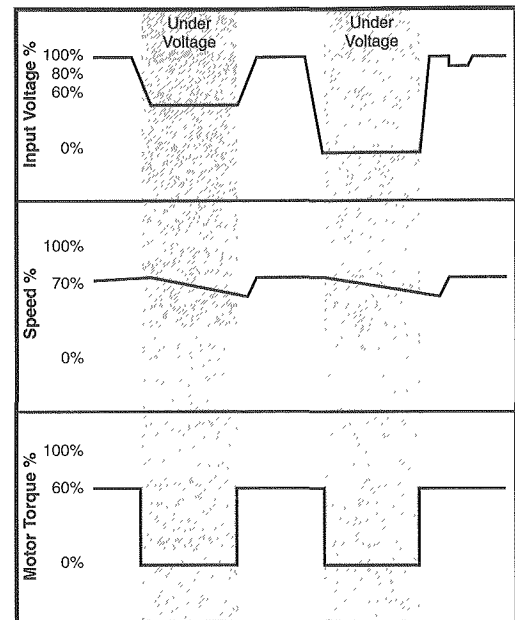 Under
Voltage
Under
Voltage
Input Voltage %
100%
80%
60%
0%
Speed %
100%
70%
0%
Motor Torque %
100%
60%
0%